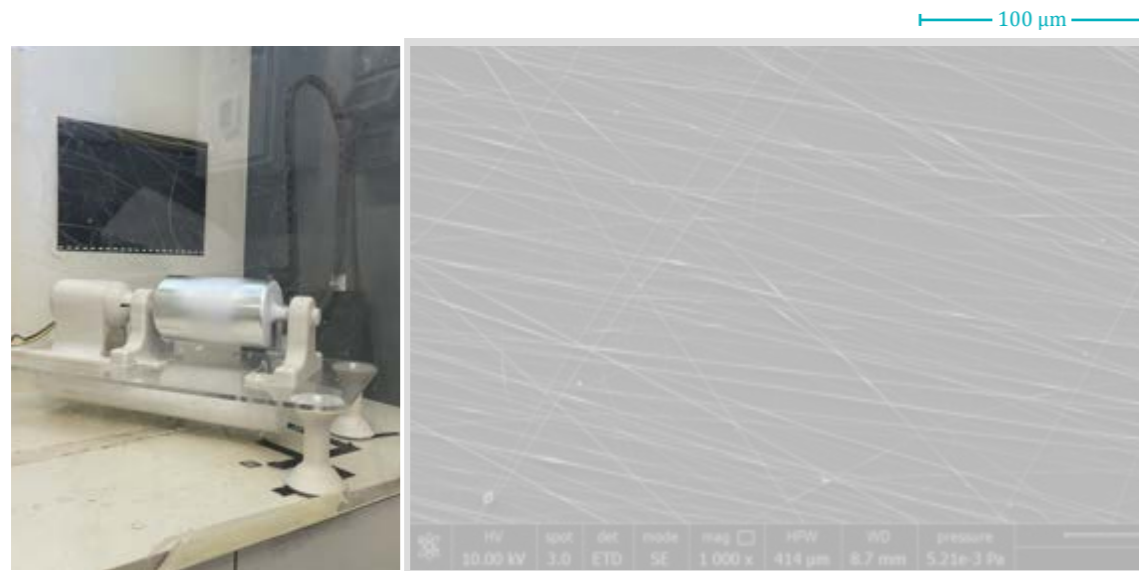 100 μm
HV spot det mode mag HFW WD pressure
10.00 kV 3.0 ETD SE 1 000 x 414 μm 8.7 mm 5.21e-3 Pa